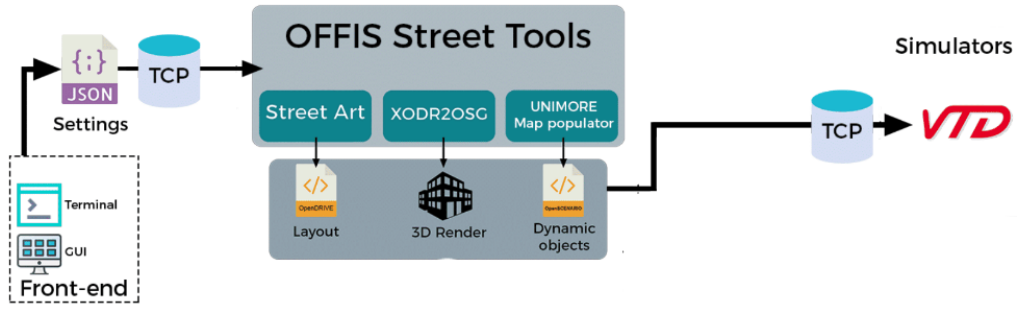 OFFIS Street Tools
Simulators
{;}
JSON
TCP
Settings
Street Art
XODR2OSG
UNIMORE
Map populator
TCP
VTD
</>
OpenDRIVE
Layout
3D Render
</>
OpenSCENARIO
Dynamic
objects
Terminal
GUI
Front-end